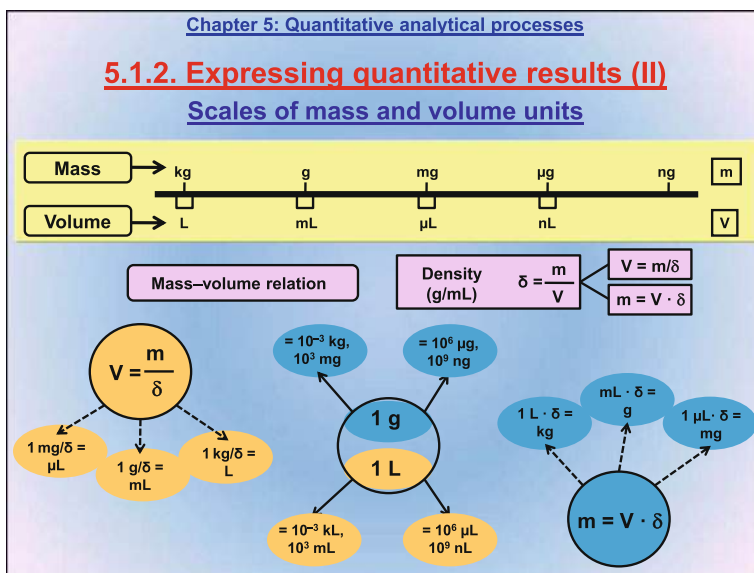 Chapter 5: Quantitative analytical processes
5.1.2. Expressing quantitative results (II)
Scales of mass and volume units
Mass
kg g mg µg ng
m
Volume
L mL µL nL
V
Mass–volume relation
Density
(g/mL)
δ = m
V
V = m/δ
m = V · δ
V = m
δ
1 mg/δ =
µL
1 g/δ =
mL
1 kg/δ =
L
= 10⁻³ kg,
10³ mg
= 10⁶ µg,
10⁹ ng
1 g
1 L
= 10⁻³ kL,
10³ mL
= 10⁶ µL
10⁹ nL
1 L · δ =
kg
mL · δ =
g
1 µL· δ =
mg
m = V · δ